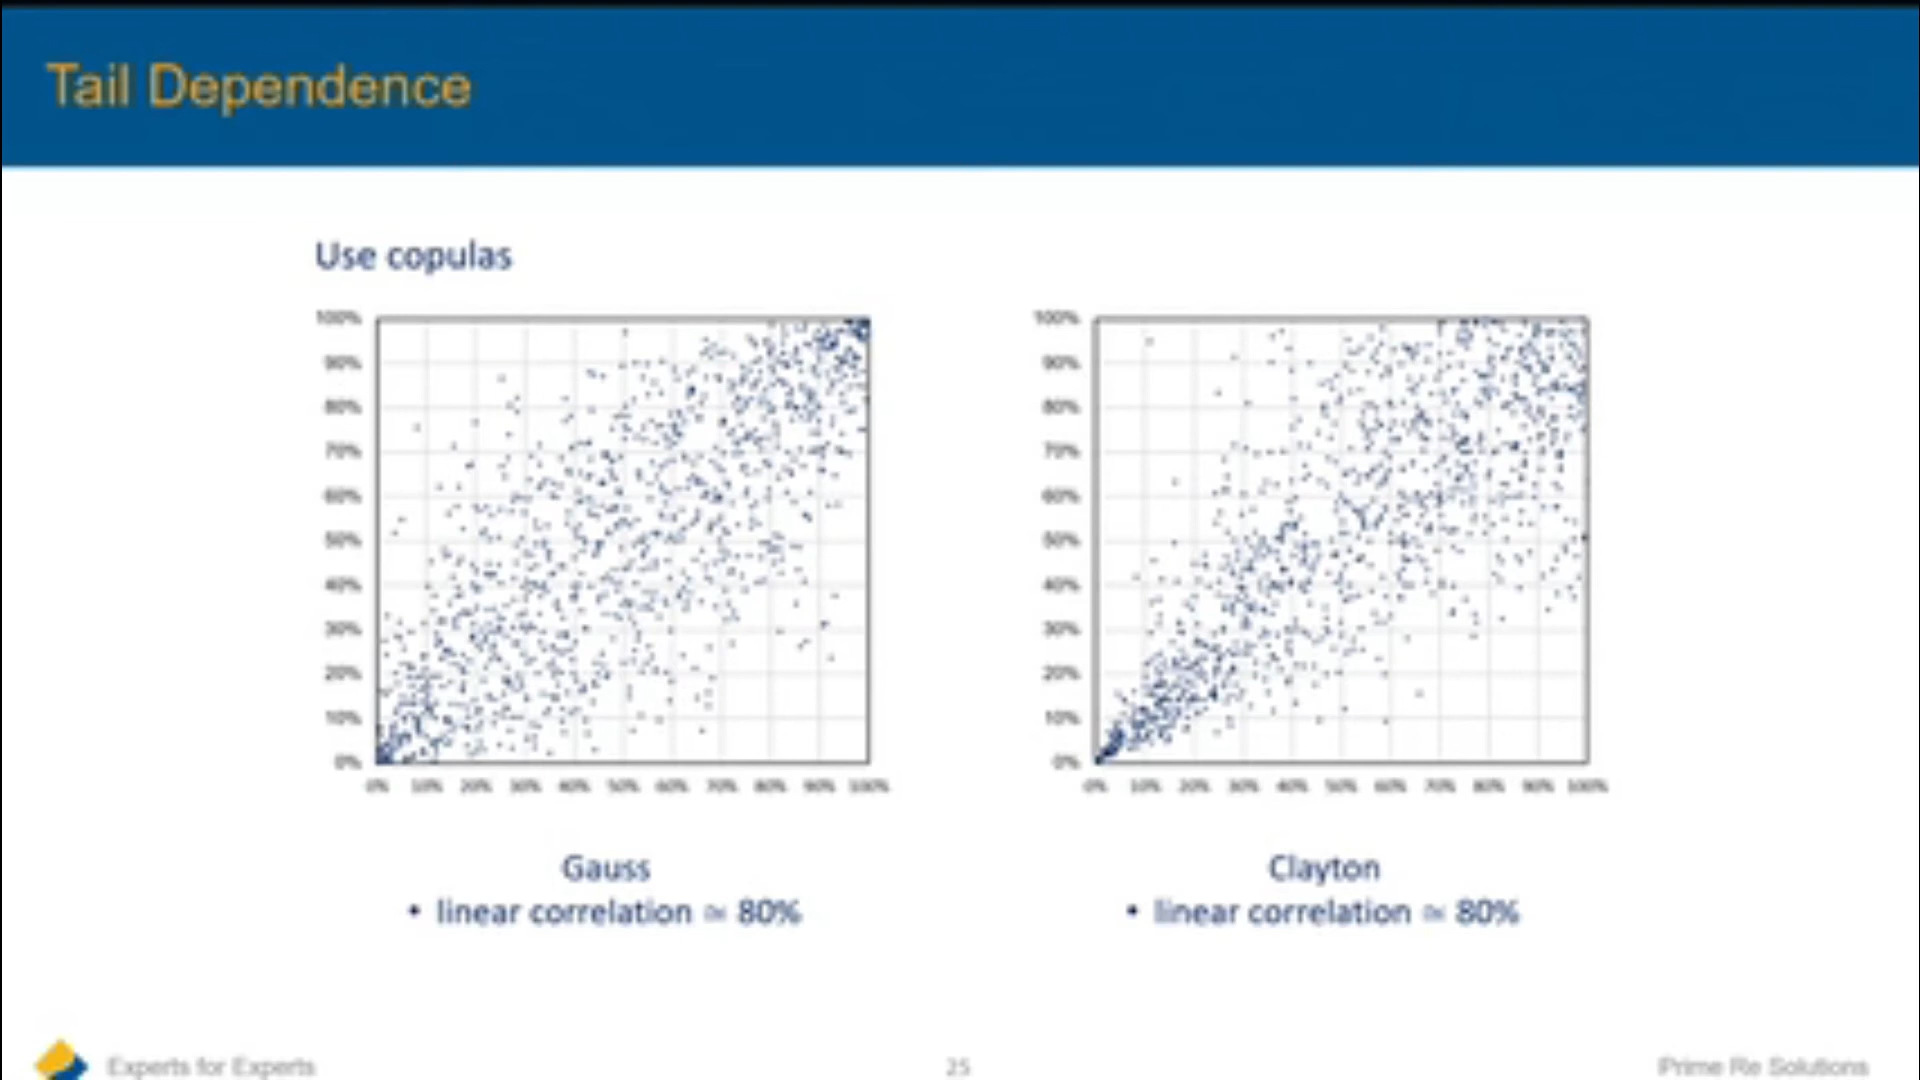 Tail Dependence
Use copulas
100%
90%
80%
70%
60%
50%
40%
30%
20%
10%
0%
0% 10% 20% 30% 40% 50% 60% 70% 80% 90% 100%
100%
90%
80%
70%
60%
50%
40%
30%
20%
10%
0%
0% 10% 20% 30% 40% 50% 60% 70% 80% 90% 100%
Gauss
• linear correlation ≃ 80%
Clayton
• linear correlation ≃ 80%
Experts for Experts
25
Prime Re Solutions